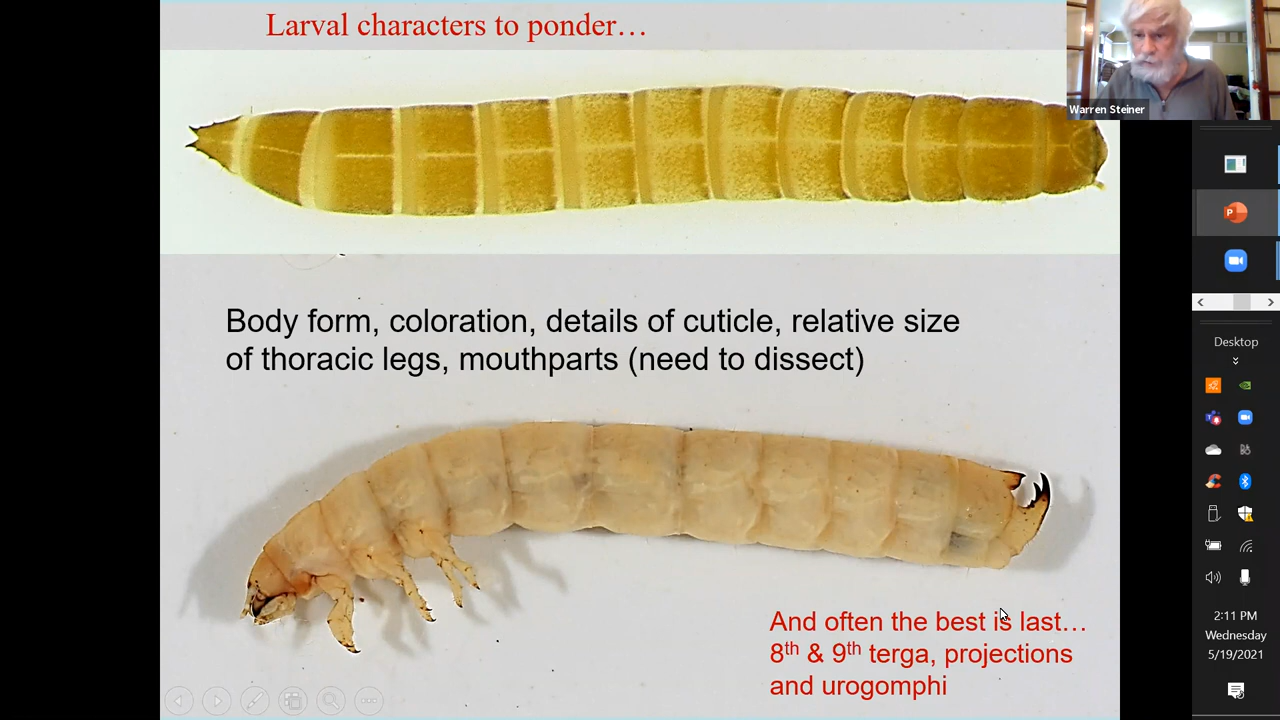 Larval characters to ponder…
Warren Steiner
Body form, coloration, details of cuticle, relative size
of thoracic legs, mouthparts (need to dissect)
And often the best is last…
8th & 9th terga, projections
and urogomphi
Desktop
2:11 PM
Wednesday
5/19/2021